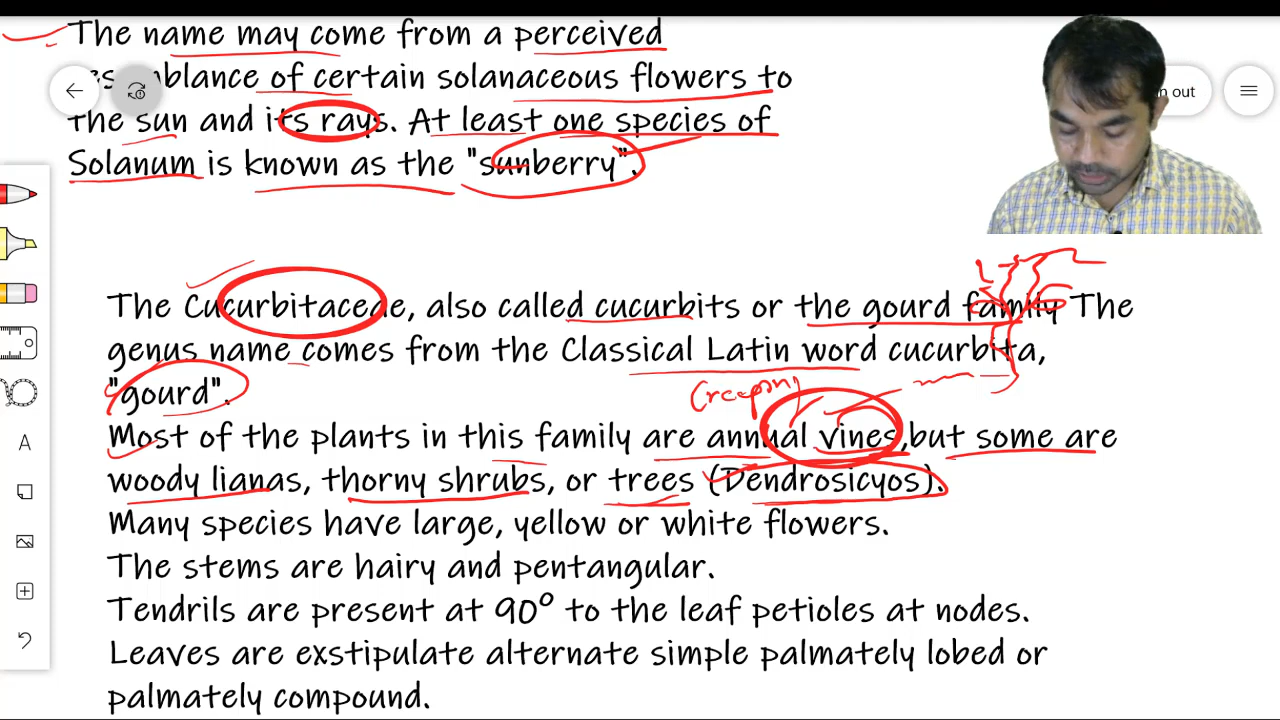 The name may come from a perceived
of certain solanaceous flowers to
the sun and its rays. At least one species of
Solanum is known as the "sunberry".
out
The Cucurbitaceae, also called cucurbits or the gourd family The
genus name comes from the Classical Latin word cucurbita,
"gourd".
Creeping
Most of the plants in this family are annual vines, but some are
woody lianas, thorny shrubs, or trees (Dendrosicyos).
Many species have large, yellow or white flowers.
The stems are hairy and pentangular.
Tendrils are present at 90° to the leaf petioles at nodes.
Leaves are exstipulate alternate simple palmately lobed or
palmately compound.
A